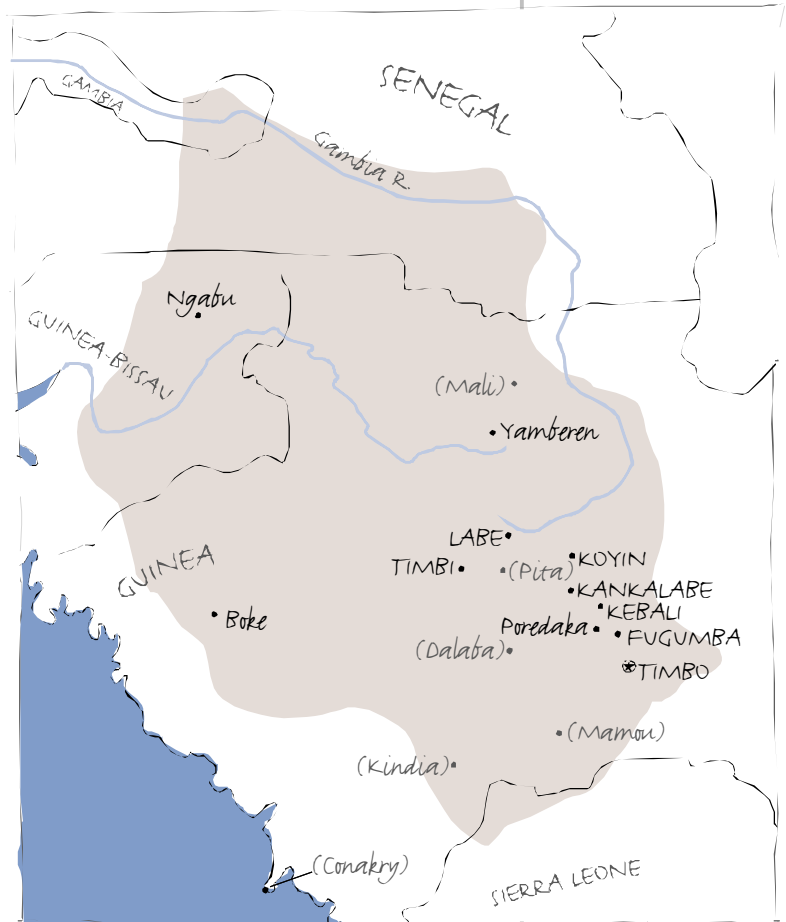 SENEGAL
GAMBIA
Gambia R.
Ngabu
GUINEA-BISSAU
(Mali)
Yamberen
LABE
KOYIN
TIMBI
(Pita)
KANKALABE
GUINEA
KEBALI
Boke
Poredaka
FUGUMBA
(Dalaba)
TIMBO
(Mamou)
(Kindia)
(Conakry)
SIERRA LEONE